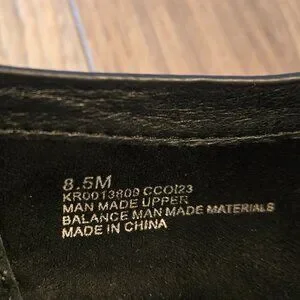 8.5M
KR0013809 CCOI23
MAN MADE UPPER
BALANCE MAN MADE MATERIALS
MADE IN CHINA